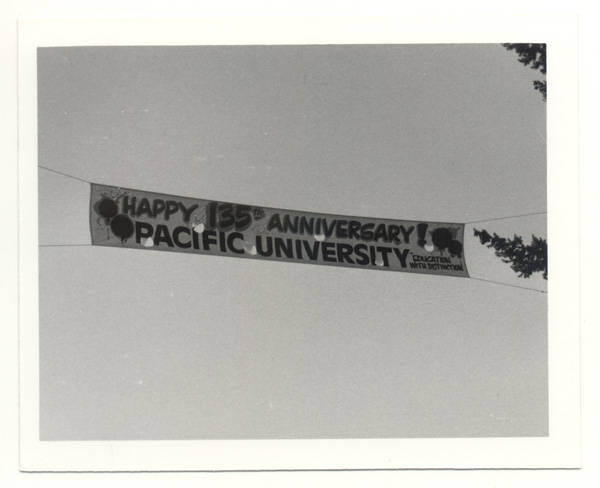 HAPPY 135th ANNIVERSARY!
PACIFIC UNIVERSITY
"EDUCATION
WITH DISTINCTION"